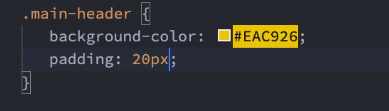 .main-header {
background-color: #EAC926;
padding: 20px;
}